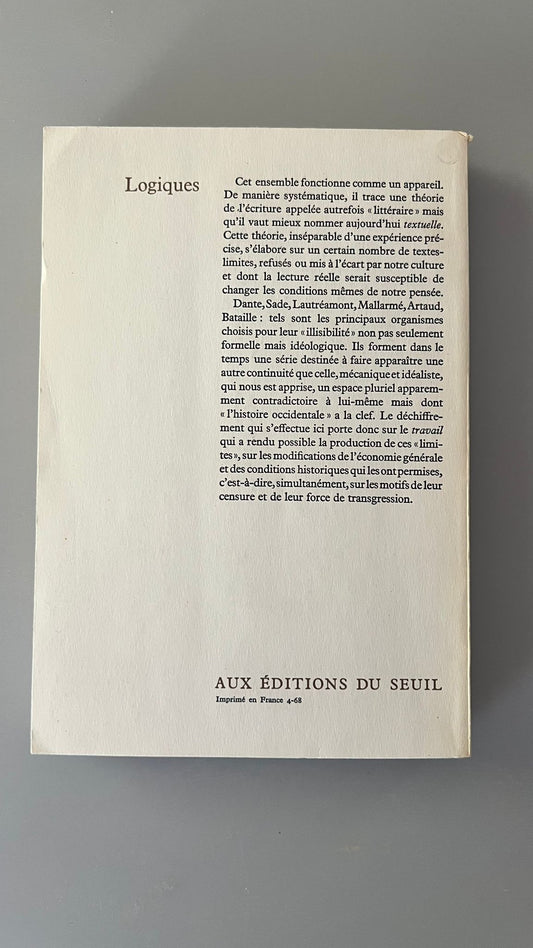 Logiques
Cet ensemble fonctionne comme un appareil.
De manière systématique, il trace une théorie
de l'écriture appelée autrefois « littéraire » mais
qu'il vaut mieux nommer aujourd'hui textuelle.
Cette théorie, inséparable d'une expérience pré-
cise, s'élabore sur un certain nombre de textes-
limites, refusés ou mis à l'écart par notre culture
et dont la lecture réelle serait susceptible de
changer les conditions mêmes de notre pensée.
Dante, Sade, Lautréamont, Mallarmé, Artaud,
Bataille : tels sont les principaux organismes
choisis pour leur « illisibilité » non pas seulement
formelle mais idéologique. Ils forment dans le
temps une série destinée à faire apparaître une
autre continuité que celle, mécanique et idéaliste,
qui nous est apprise, un espace pluriel apparem-
ment contradictoire à lui-même mais dont
« l'histoire occidentale » a la clef. Le déchiffre-
ment qui s'effectue ici porte donc sur le travail
qui a rendu possible la production de ces « limi-
tes », sur les modifications de l'économie générale
et des conditions historiques qui les ont permises,
c'est-à-dire, simultanément, sur les motifs de leur
censure et de leur force de transgression.
AUX ÉDITIONS DU SEUIL
Imprimé en France 4-68